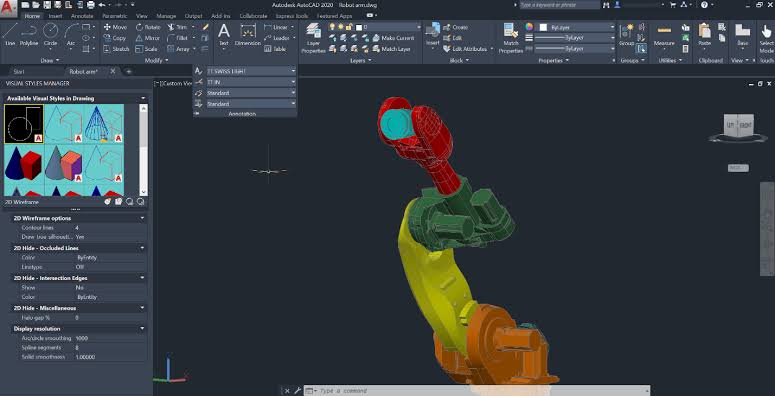 Autodesk AutoCAD 2020 Robot arm.dwg
Type a keyword or phrase
Sign In
Home Insert Annotate Parametric View Manage Output Add-ins Collaborate Express Tools Featured Apps
Line Polyline Circle Arc
Move Rotate Trim
Copy Mirror Fillet
Stretch Scale Array
Text Dimension
Linear
Leader
Table
Layer Properties
0
Make Current
Match Layer
Insert
Create
Edit
Edit Attributes
Match Properties
ByLayer
ByLayer
ByLayer
Group
Measure
Paste
Base
Select Mode
Draw Modify Layers Block Properties Groups Utilities Clipboard View
Start Robot arm*
[−][Custom View
TT SWISS LIGHT
TT IN
Standard
Standard
Annotation
VISUAL STYLES MANAGER
Available Visual Styles in Drawing
2D Wireframe
2D Wireframe options
Contour lines 4
Draw true silhouett... Yes
2D Hide - Occluded Lines
Color ByEntity
Linetype Off
2D Hide - Intersection Edges
Show No
Color ByEntity
2D Hide - Miscellaneous
Halo gap % 0
Display resolution
Arc/circle smoothing 1000
Spline segments 8
Solid smoothness 1.00000
LEFT FRONT
Type a command